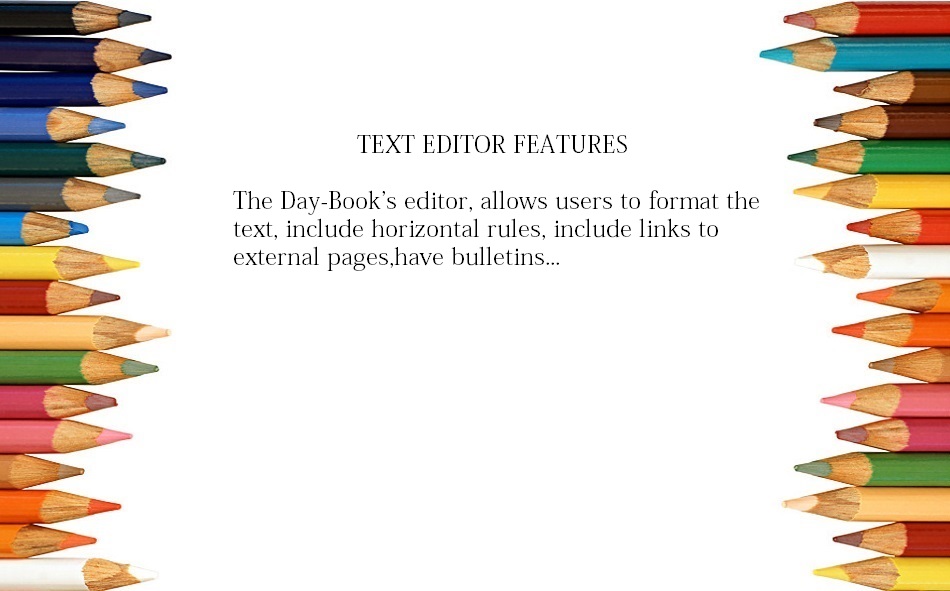 TEXT EDITOR FEATURES
The Day-Book's editor, allows users to format the
text, include horizontal rules, include links to
external pages,have bulletins...